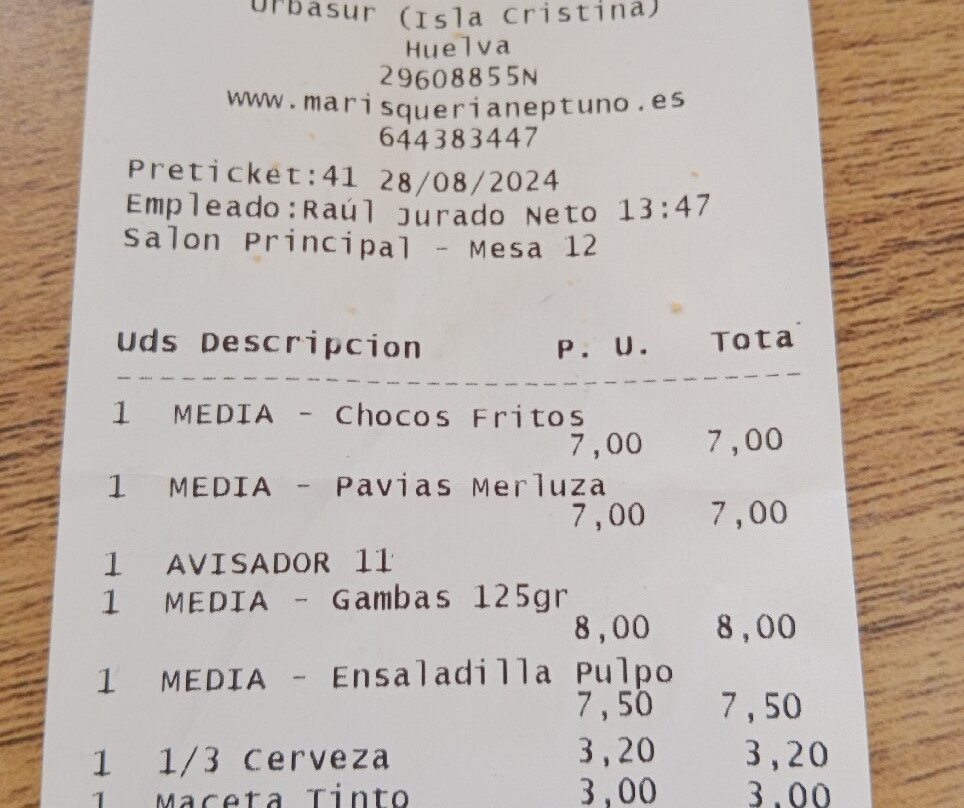 Urbasur (Isla Cristina)
Huelva
29608855N
www.marisquerianeptuno.es
644383447
Preticket:41 28/08/2024
Empleado:Raúl Jurado Neto 13:47
Salon Principal - Mesa 12
Uds Descripcion P. U. Tota
1 MEDIA - Chocos Fritos
7,00 7,00
1 MEDIA - Pavias Merluza
7,00 7,00
1 AVISADOR 11
1 MEDIA - Gambas 125gr
8,00 8,00
1 MEDIA - Ensaladilla Pulpo
7,50 7,50
1 1/3 Cerveza 3,20 3,20
1 Maceta Tinto 3,00 3,00